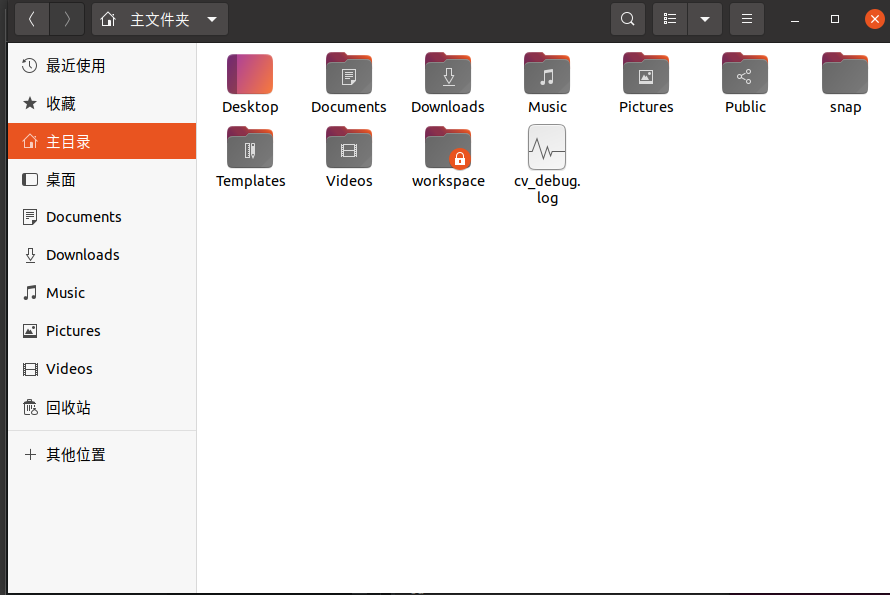 主文件夹
最近使用
收藏
主目录
桌面
Documents
Downloads
Music
Pictures
Videos
回收站
其他位置
Desktop
Documents
Downloads
Music
Pictures
Public
snap
Templates
Videos
workspace
cv_debug.
log